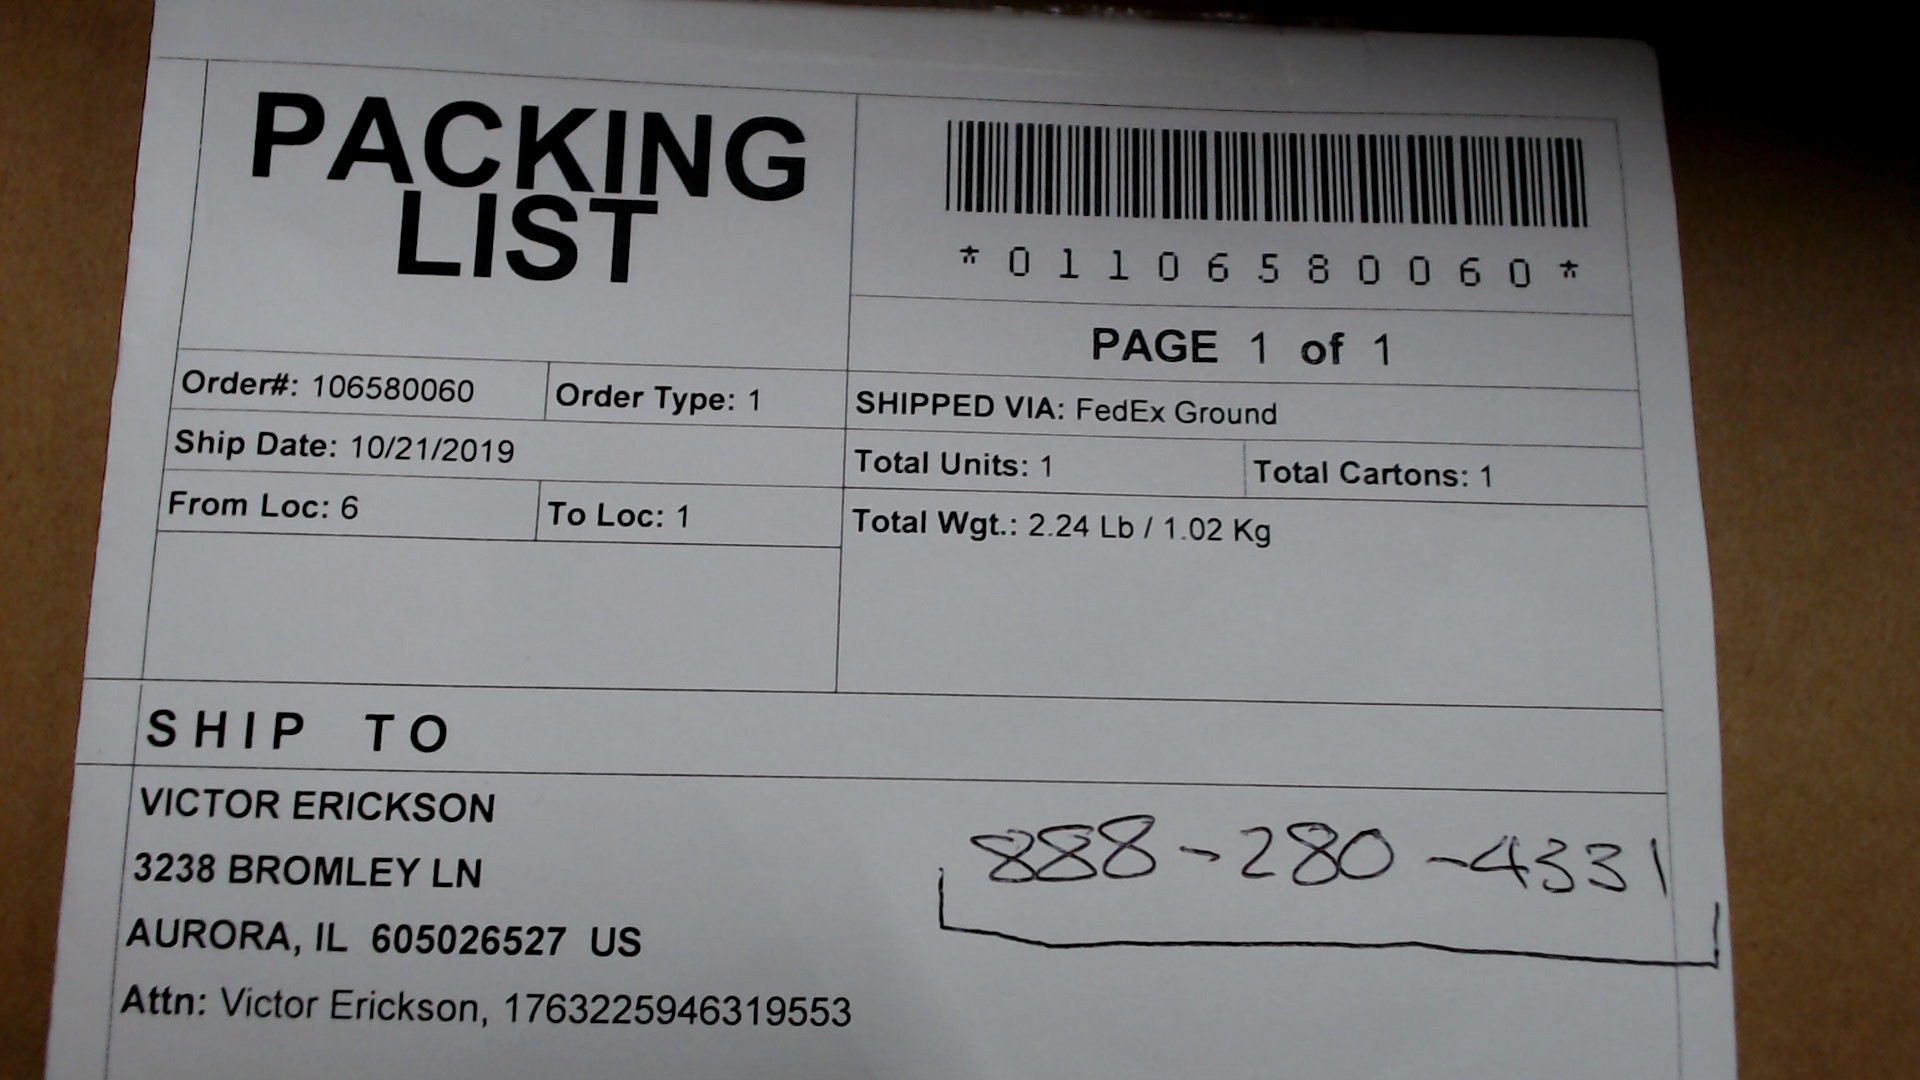 PACKING
LIST
*01106580060*
PAGE 1 of 1
Order#: 106580060
Order Type: 1
SHIPPED VIA: FedEx Ground
Ship Date: 10/21/2019
Total Units: 1
Total Cartons: 1
From Loc: 6
To Loc: 1
Total Wgt.: 2.24 Lb / 1.02 Kg
SHIP TO
VICTOR ERICKSON
3238 BROMLEY LN
AURORA, IL 605026527 US
Attn: Victor Erickson, 1763225946319553
888-280-4331